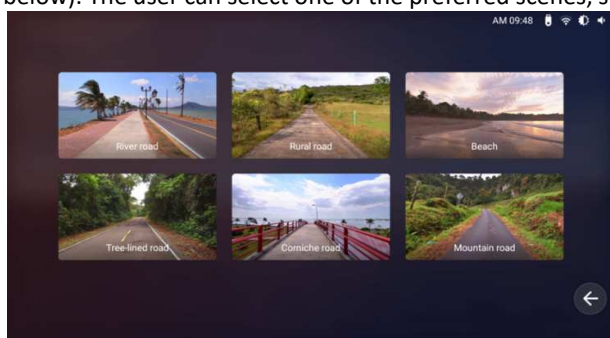 below). The user can select one of the preferred scenes, s
AM 09:48
River road
Rural road
Beach
Tree-lined road
Corniche road
Mountain road